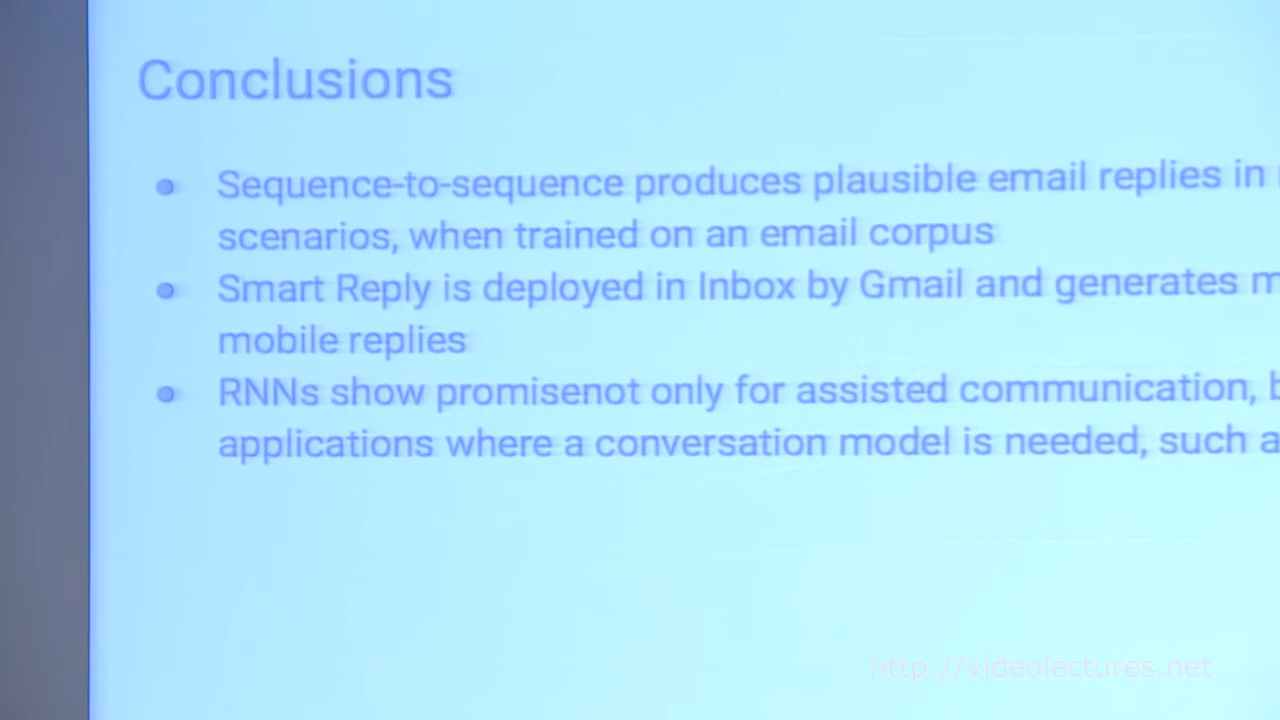 Conclusions
• Sequence-to-sequence produces plausible email replies in
scenarios, when trained on an email corpus
• Smart Reply is deployed in Inbox by Gmail and generates
mobile replies
• RNNs show promisenot only for assisted communication,
applications where a conversation model is needed, such
http://videolectures.net